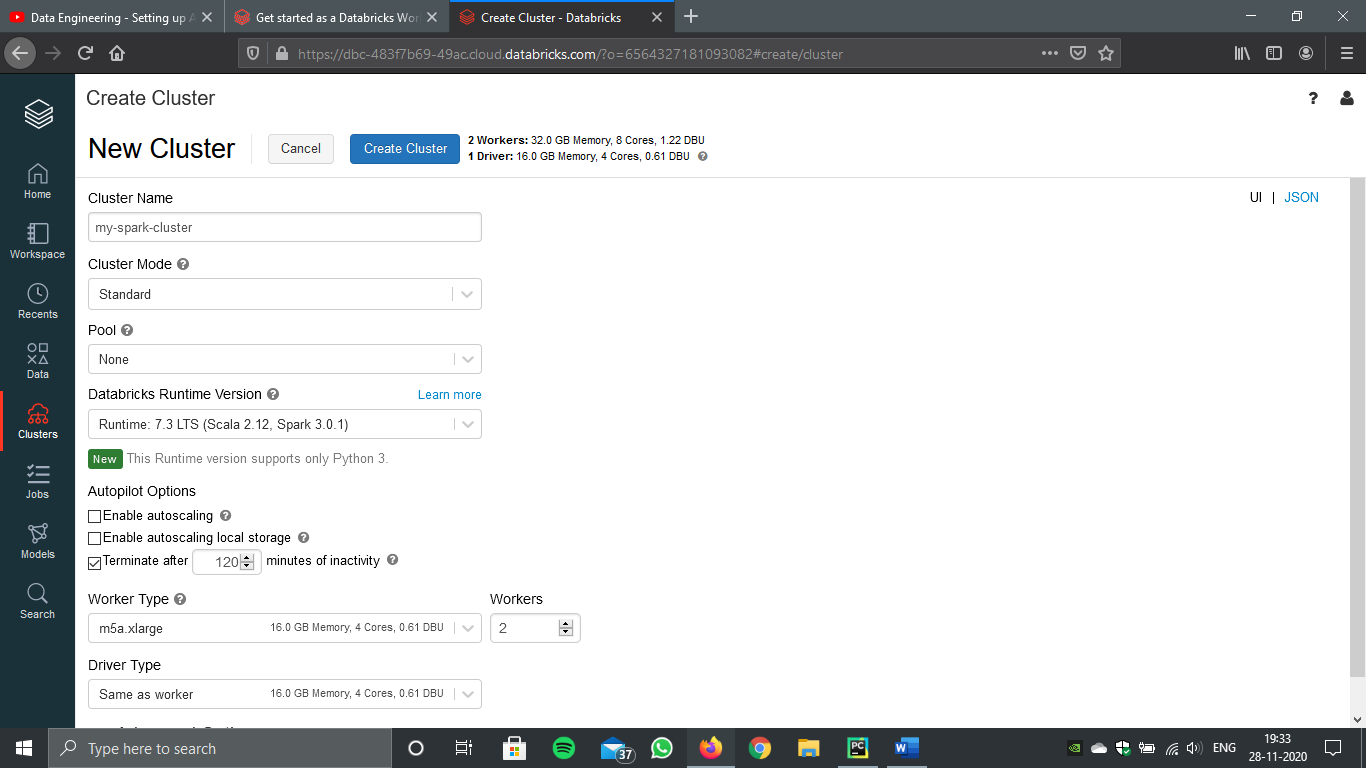 Data Engineering - Setting up A
Get started as a Databricks Wor
Create Cluster - Databricks
https://dbc-483f7b69-49ac.cloud.databricks.com/?o=6564327181093082#create/cluster
Create Cluster
?
New Cluster
Cancel
Create Cluster
2 Workers: 32.0 GB Memory, 8 Cores, 1.22 DBU
1 Driver: 16.0 GB Memory, 4 Cores, 0.61 DBU ?
Home
Workspace
Recents
Data
Clusters
Jobs
Models
Search
UI | JSON
Cluster Name
my-spark-cluster
Cluster Mode ?
Standard
Pool ?
None
Databricks Runtime Version ? Learn more
Runtime: 7.3 LTS (Scala 2.12, Spark 3.0.1)
New This Runtime version supports only Python 3.
Autopilot Options
Enable autoscaling ?
Enable autoscaling local storage ?
Terminate after 120 minutes of inactivity ?
Worker Type ? Workers
m5a.xlarge 16.0 GB Memory, 4 Cores, 0.61 DBU 2
Driver Type
Same as worker 16.0 GB Memory, 4 Cores, 0.61 DBU
Type here to search
37
PC
W
ENG
19:33
28-11-2020